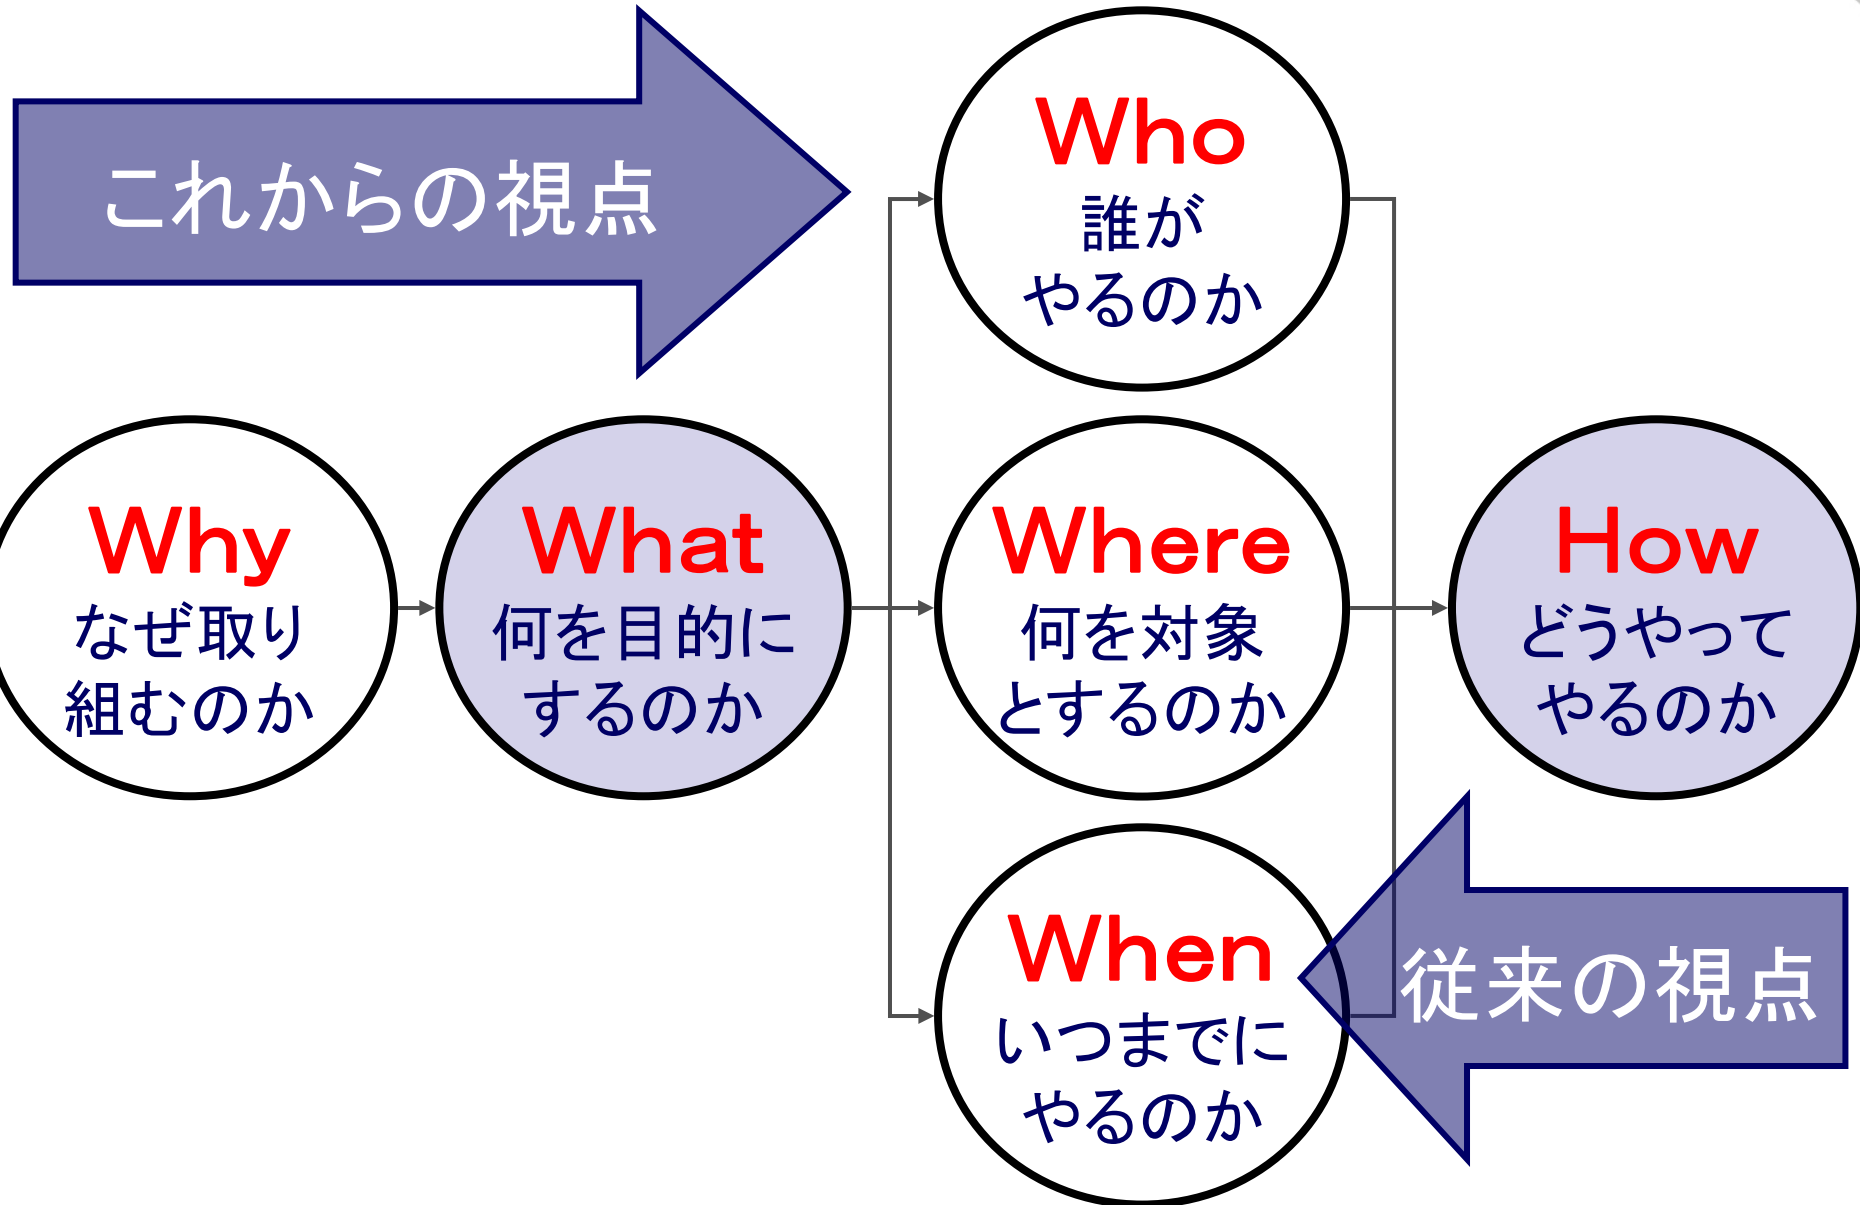 これからの視点
Who
誰が
やるのか
Why
なぜ取り
組むのか
What
何を目的に
するのか
Where
何を対象
とするのか
How
どうやって
やるのか
When
いつまでに
やるのか
従来の視点